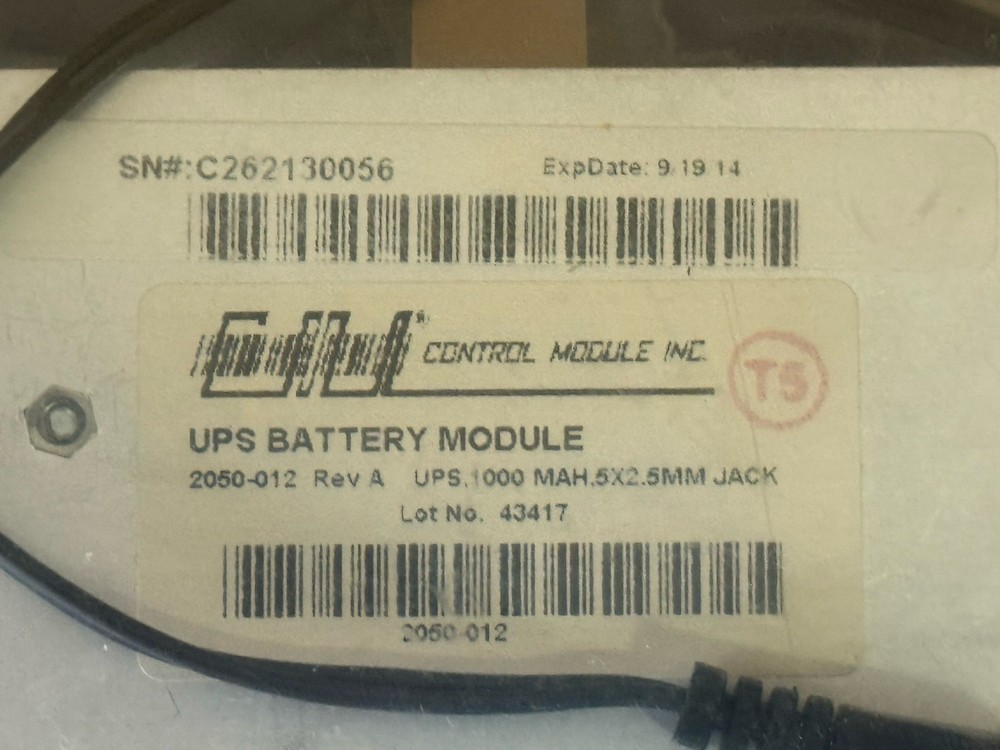 SN#:C262130056 ExpDate: 9 19 14
CMI® CONTROL MODULE INC.
T5
UPS BATTERY MODULE
2050-012 Rev A UPS,1000 MAH,5X2.5MM JACK
Lot No. 43417
2050-012